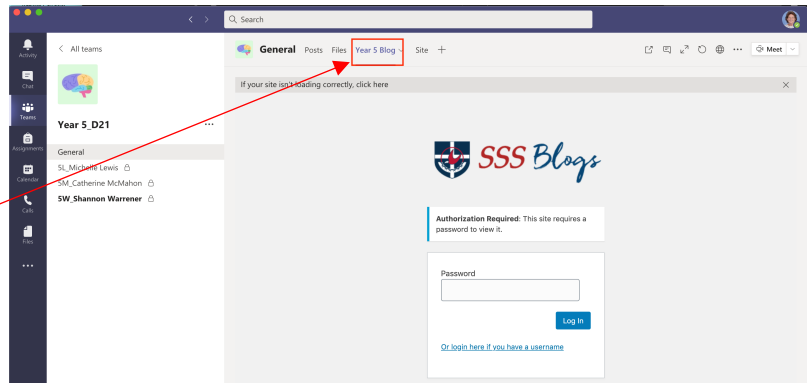 Search
Activity
Chat
Teams
Assignments
Calendar
Calls
Files
All teams
Year 5_D21
General
5L_Michelle Lewis
5M_Catherine McMahon
5W_Shannon Warrener
General Posts Files Year 5 Blog Site
Meet
If your site isn't loading correctly, click here
SSS Blogs
Authorization Required: This site requires a
password to view it.
Password
Log In
Or login here if you have a username